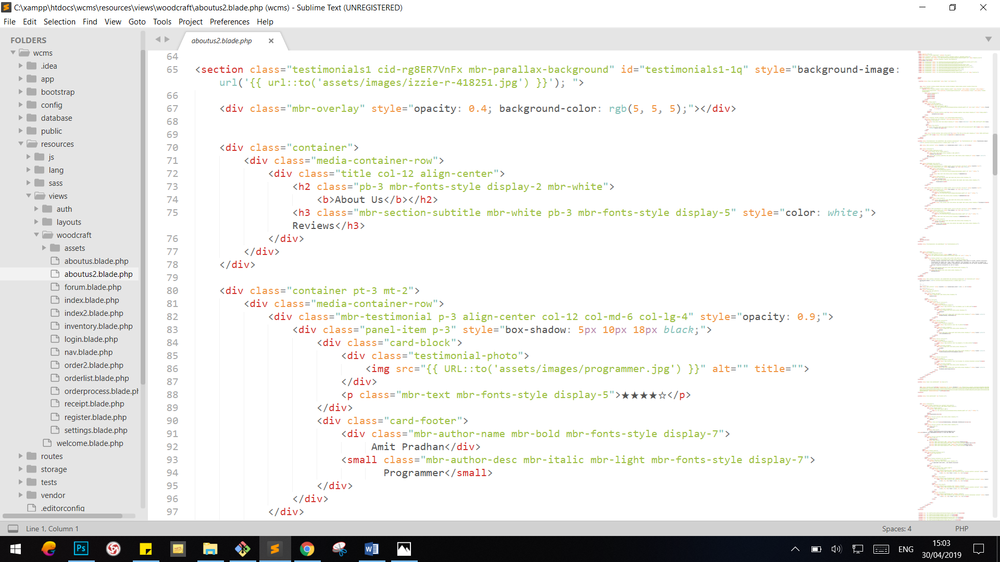 C:\xampp\htdocs\wcms\resources\views\woodcraft\aboutus2.blade.php (wcms) - Sublime Text (UNREGISTERED)
File Edit Selection Find View Goto Tools Project Preferences Help
FOLDERS
wcms
.idea
app
bootstrap
config
database
public
resources
js
lang
sass
views
auth
layouts
woodcraft
assets
aboutus.blade.php
aboutus2.blade.php
forum.blade.php
index.blade.php
index2.blade.php
inventory.blade.php
login.blade.php
nav.blade.php
order2.blade.php
orderlist.blade.php
orderprocess.blade.ph
receipt.blade.php
register.blade.php
settings.blade.php
welcome.blade.php
routes
storage
tests
vendor
.editorconfig
aboutus2.blade.php ×
64
65 <section class="testimonials1 cid-rg8ER7VnFx mbr-parallax-background" id="testimonials1-1q" style="background-image:
url('{{ url::to('assets/images/izzie-r-418251.jpg') }}'); ">
66
67 <div class="mbr-overlay" style="opacity: 0.4; background-color: rgb(5, 5, 5);"></div>
68
69
70 <div class="container">
71 <div class="media-container-row">
72 <div class="title col-12 align-center">
73 <h2 class="pb-3 mbr-fonts-style display-2 mbr-white">
74 <b>About Us</b></h2>
75 <h3 class="mbr-section-subtitle mbr-white pb-3 mbr-fonts-style display-5" style="color: white;">
Reviews</h3>
76 </div>
77 </div>
78 </div>
79
80 <div class="container pt-3 mt-2">
81 <div class="media-container-row">
82 <div class="mbr-testimonial p-3 align-center col-12 col-md-6 col-lg-4" style="opacity: 0.9;">
83 <div class="panel-item p-3" style="box-shadow: 5px 10px 18px black;">
84 <div class="card-block">
85 <div class="testimonial-photo">
86 <img src="{{ URL::to('assets/images/programmer.jpg') }}" alt="" title="">
87 </div>
88 <p class="mbr-text mbr-fonts-style display-5">★★★★☆</p>
89 </div>
90 <div class="card-footer">
91 <div class="mbr-author-name mbr-bold mbr-fonts-style display-7">
92 Amit Pradhan</div>
93 <small class="mbr-author-desc mbr-italic mbr-light mbr-fonts-style display-7">
94 Programmer</small>
95 </div>
96 </div>
97 </div>
Line 1, Column 1 Spaces: 4 PHP
Ps
ENG
15:03
30/04/2019